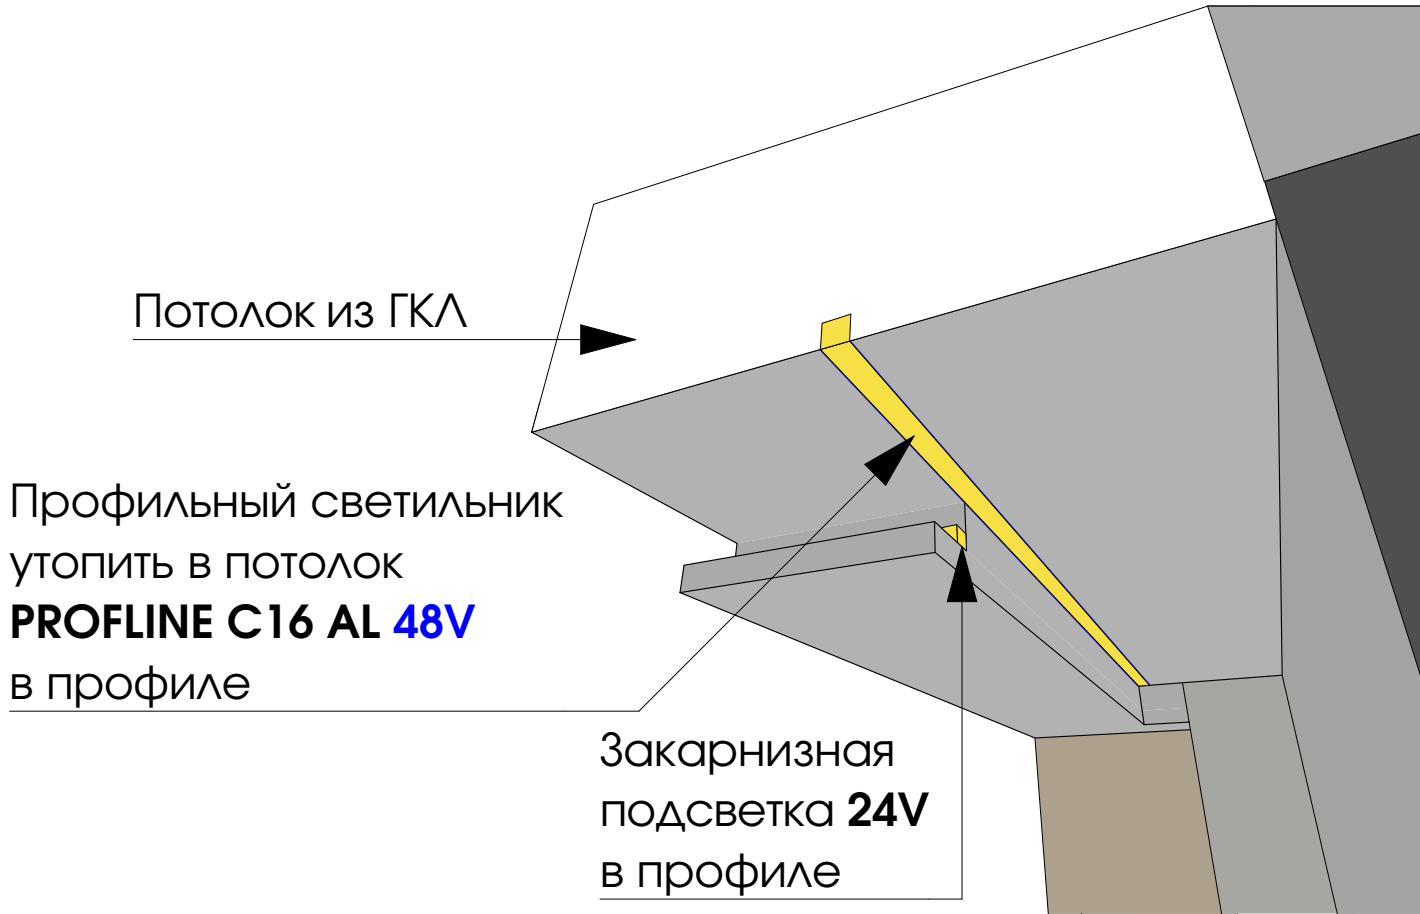 Потолок из ГКЛ
Профильный светильник
утопить в потолок
PROFLINE C16 AL 48V
в профиле
Закарнизная
подсветка 24V
в профиле